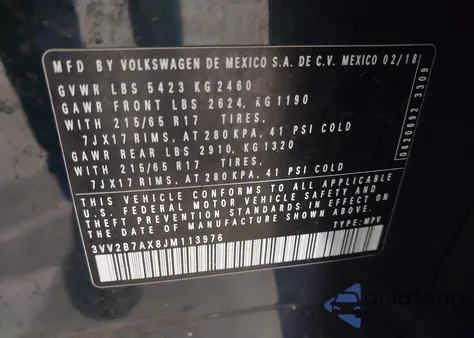 MFD BY VOLKSWAGEN DE MEXICO S.A. DE C.V. MEXICO 02/18
GVWR LBS 5423 KG 2460
GAWR FRONT LBS 2624, KG 1190
WITH 215/65 R17 TIRES,
7JX17 RIMS, AT 280 KPA, 41 PSI COLD
GAWR REAR LBS 2910, KG 1320
WITH 215/65 R17 TIRES,
7JX17 RIMS, AT 280 KPA, 41 PSI COLD
THIS VEHICLE CONFORMS TO ALL APPLICABLE
U.S. FEDERAL MOTOR VEHICLE SAFETY AND
THEFT PREVENTION STANDARDS IN EFFECT ON
THE DATE OF MANUFACTURE SHOWN ABOVE.
3VV2B7AX8JM113976 TYPE: MPV
0620692 3309
autosnap